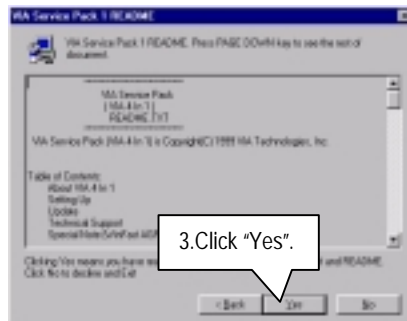 VIA Service Pack 1 README
VIA Service Pack 1 README. Press PAGE DOWN key to see the rest of
document.
VIA Service Pack
( VIA 4 in 1 )
README.TXT
VIA Service Pack (VIA 4 in 1) is Copyright(C) 1999 VIA Technologies, Inc.
Table of Contents:
About VIA 4 in 1
Setting Up
Update
Technical Support
Special Note
3.Click “Yes”.
Clicking Yes means you have
and README.
Click No to decline and Exit
< Back
Yes
No